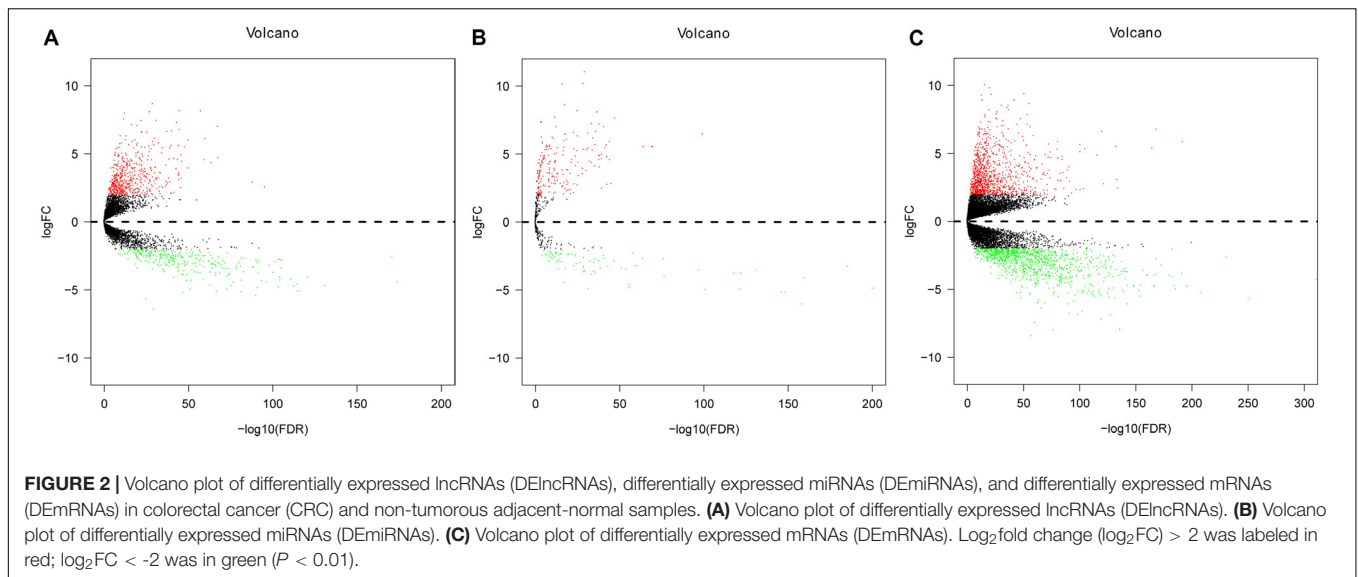 A
Volcano
logFC
10
5
0
−5
−10
0 50 100 150 200
−log10(FDR)
B
Volcano
logFC
10
5
0
−5
−10
0 50 100 150 200
−log10(FDR)
C
Volcano
logFC
10
5
0
−5
−10
0 50 100 150 200 250 300
−log10(FDR)
FIGURE 2 | Volcano plot of differentially expressed lncRNAs (DElncRNAs), differentially expressed miRNAs (DEmiRNAs), and differentially expressed mRNAs
(DEmRNAs) in colorectal cancer (CRC) and non-tumorous adjacent-normal samples. (A) Volcano plot of differentially expressed lncRNAs (DElncRNAs). (B) Volcano
plot of differentially expressed miRNAs (DEmiRNAs). (C) Volcano plot of differentially expressed mRNAs (DEmRNAs). Log₂fold change (log₂FC) > 2 was labeled in
red; log₂FC < -2 was in green (P < 0.01).